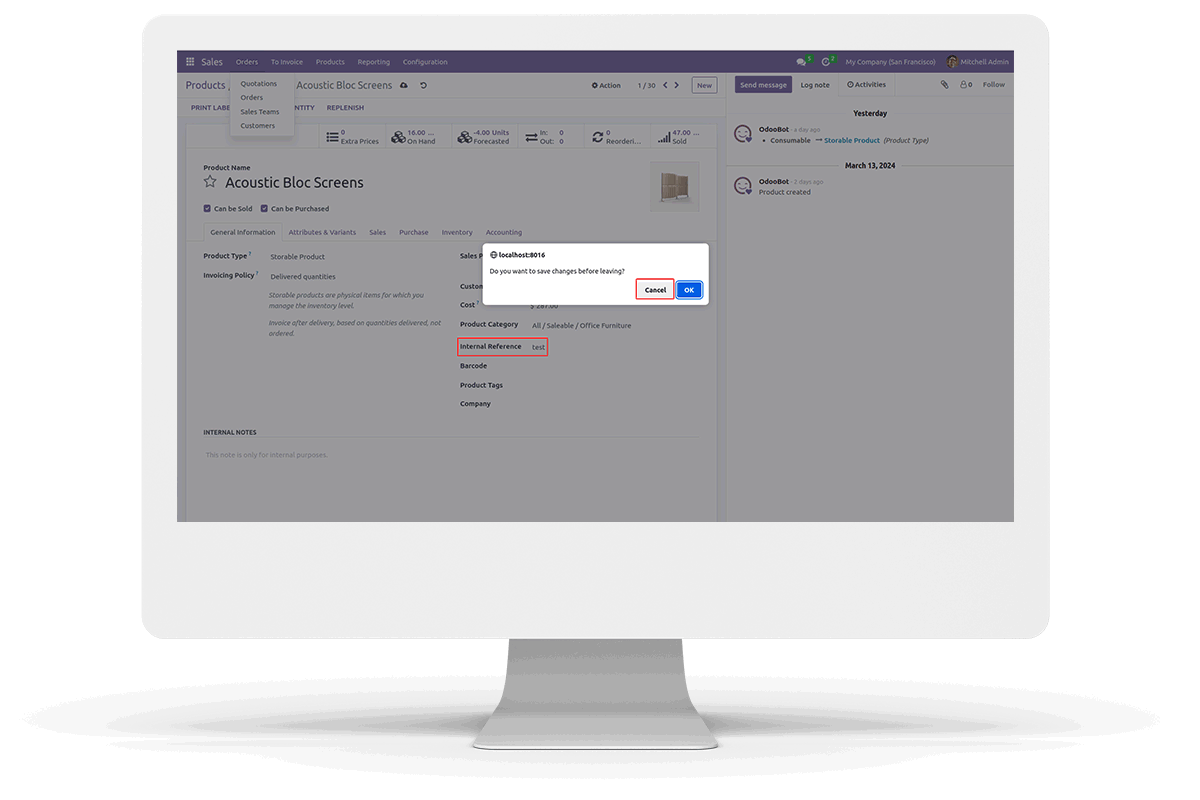 Sales Orders To Invoice Products Reporting Configuration 5 2 My Company (San Francisco) Mitchell Admin
Products / Acoustic Bloc Screens Action 1 / 30 New
Quotations
Orders
Sales Teams
Customers
PRINT LABE NTITY REPLENISH
0 Extra Prices
16.00 ... On Hand
-4.00 Units Forecasted
In: 0
Out: 0
0 Reorderi...
47.00 ... Sold
Product Name
Acoustic Bloc Screens
Can be Sold Can be Purchased
General Information Attributes & Variants Sales Purchase Inventory Accounting
Product Type ? Storable Product
Invoicing Policy ? Delivered quantities
Storable products are physical items for which you
manage the inventory level.
Invoice after delivery, based on quantities delivered, not
ordered.
Sales P
Custom
Cost ? $ 287.00
Product Category All / Saleable / Office Furniture
Internal Reference test
Barcode
Product Tags
Company
INTERNAL NOTES
This note is only for internal purposes.
localhost:8016
Do you want to save changes before leaving?
Cancel OK
Send message Log note Activities 0 Follow
Yesterday
OdooBot - a day ago
• Consumable → Storable Product (Product Type)
March 13, 2024
OdooBot - 2 days ago
Product created